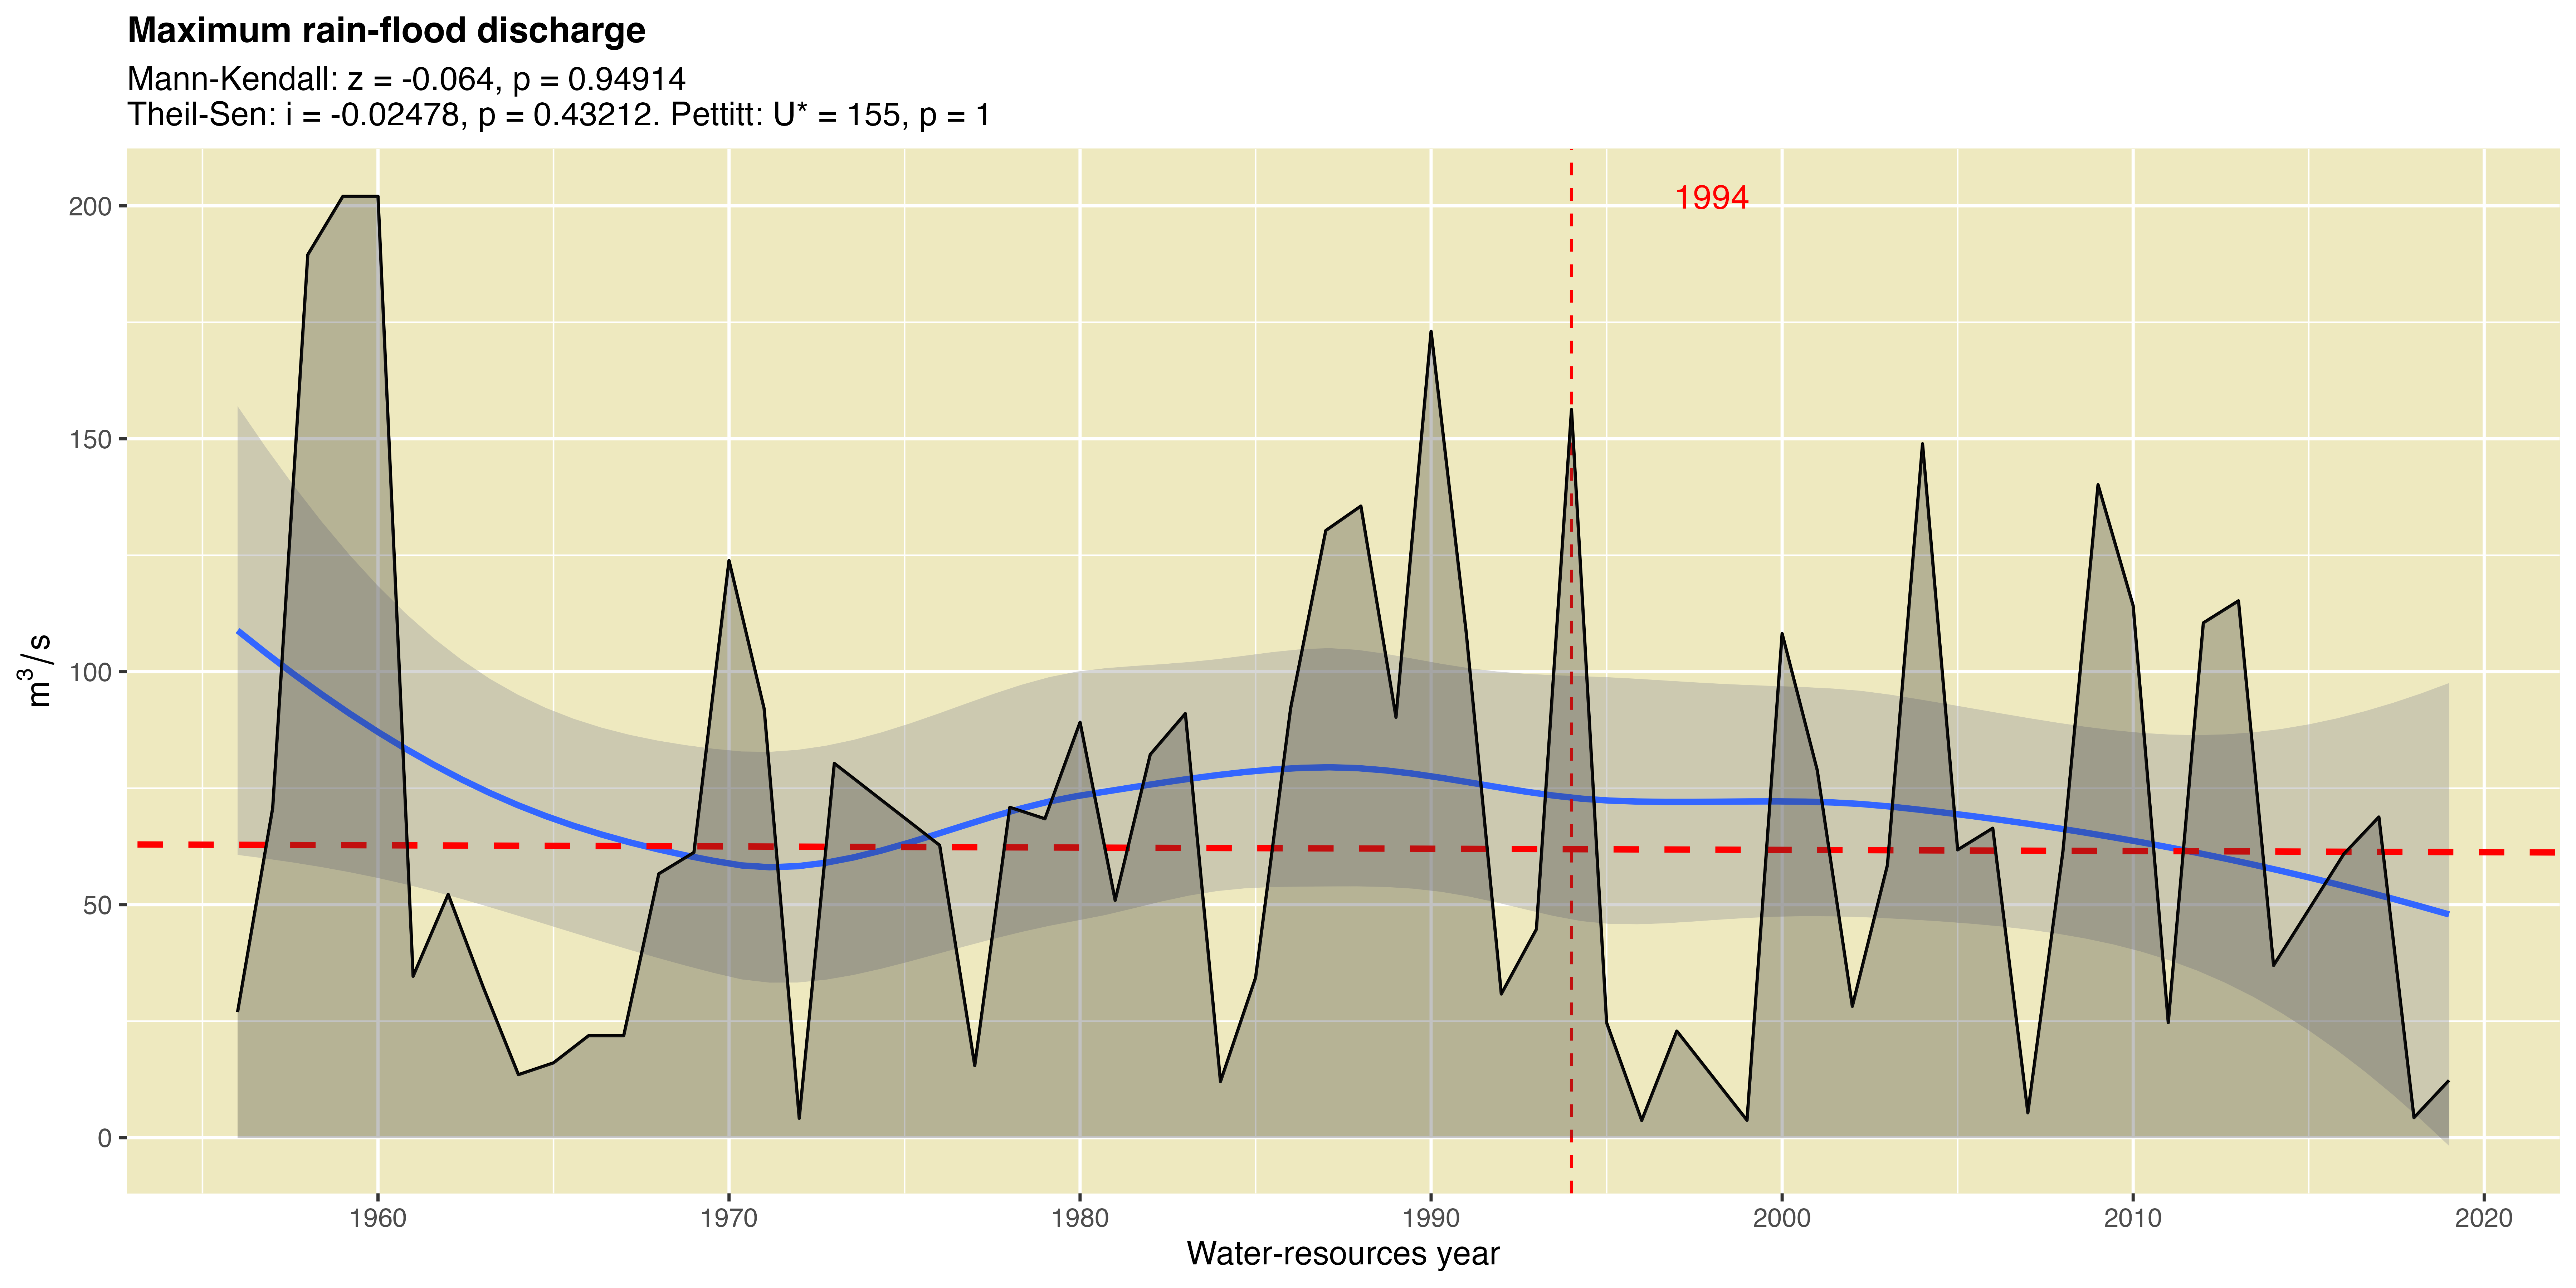 Maximum rain-flood discharge
Mann-Kendall: z = -0.064, p = 0.94914
Theil-Sen: i = -0.02478, p = 0.43212. Pettitt: U* = 155, p = 1
1994
200
150
100
50
0
m³/s
1960 1970 1980 1990 2000 2010 2020
Water-resources year